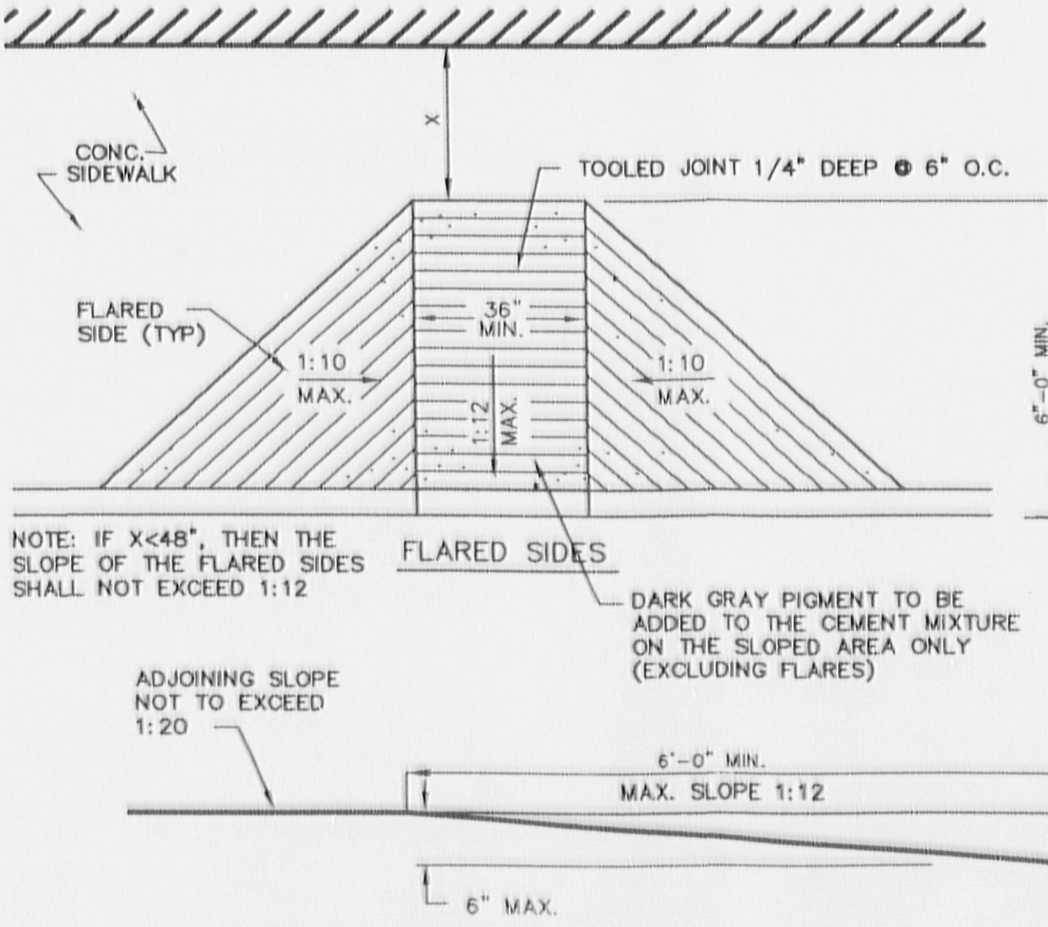 X
CONC.
SIDEWALK
TOOLED JOINT 1/4" DEEP @ 6" O.C.
FLARED
SIDE (TYP)
36"
MIN.
1:10
MAX.
1:12
MAX.
1:10
MAX.
6'-0" MIN.
NOTE: IF X<48", THEN THE
SLOPE OF THE FLARED SIDES
SHALL NOT EXCEED 1:12
FLARED SIDES
DARK GRAY PIGMENT TO BE
ADDED TO THE CEMENT MIXTURE
ON THE SLOPED AREA ONLY
(EXCLUDING FLARES)
ADJOINING SLOPE
NOT TO EXCEED
1:20
6'-0" MIN.
MAX. SLOPE 1:12
6" MAX.